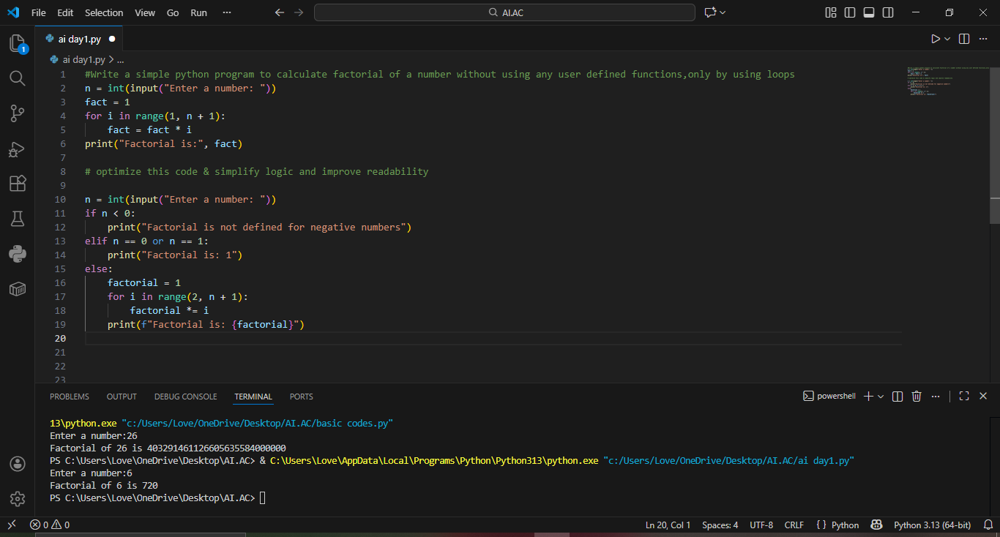 File Edit Selection View Go Run ··· AI.AC
ai day1.py
ai day1.py > ...
1 #Write a simple python program to calculate factorial of a number without using any user defined functions,only by using loops
2 n = int(input("Enter a number: "))
3 fact = 1
4 for i in range(1, n + 1):
5     fact = fact * i
6 print("Factorial is:", fact)
7
8 # optimize this code & simplify logic and improve readability
9
10 n = int(input("Enter a number: "))
11 if n < 0:
12     print("Factorial is not defined for negative numbers")
13 elif n == 0 or n == 1:
14     print("Factorial is: 1")
15 else:
16     factorial = 1
17     for i in range(2, n + 1):
18         factorial *= i
19     print(f"Factorial is: {factorial}")
20
21
22
23
1
PROBLEMS OUTPUT DEBUG CONSOLE TERMINAL PORTS powershell
13\python.exe "c:/Users/Love/OneDrive/Desktop/AI.AC/basic codes.py"
Enter a number:26
Factorial of 26 is 403291461126605635584000000
PS C:\Users\Love\OneDrive\Desktop\AI.AC> & C:\Users\Love\AppData\Local\Programs\Python\Python313\python.exe "c:/Users/Love/OneDrive/Desktop/AI.AC/ai day1.py"
Enter a number:6
Factorial of 6 is 720
PS C:\Users\Love\OneDrive\Desktop\AI.AC>
0 0 Ln 20, Col 1 Spaces: 4 UTF-8 CRLF { } Python Python 3.13 (64-bit)